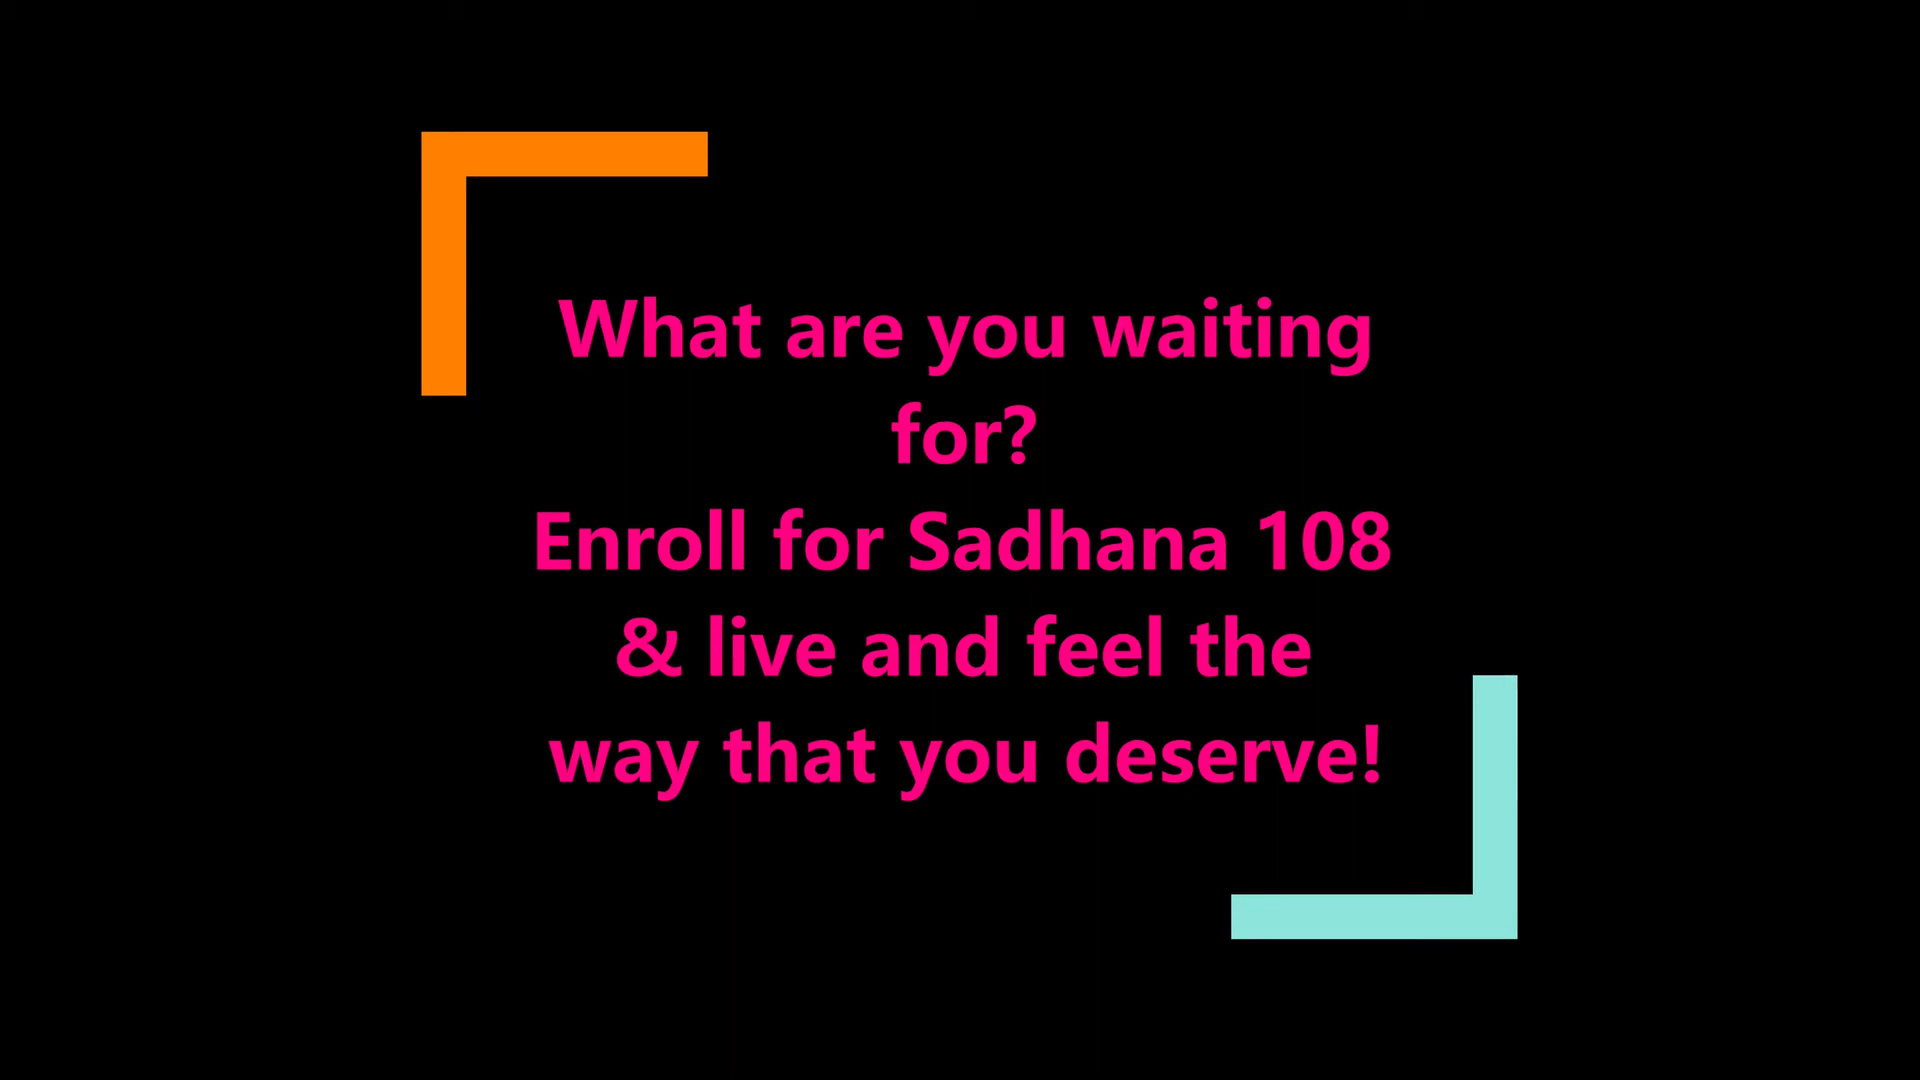 What are you waiting
for?
Enroll for Sadhana 108
& live and feel the
way that you deserve!